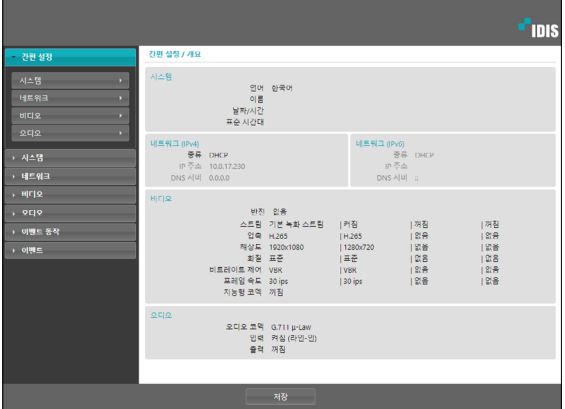 IDIS
간편 설정
시스템
네트워크
비디오
오디오
시스템
네트워크
비디오
오디오
이벤트 동작
이벤트
간편 설정 / 개요
시스템
언어 한국어
이름
날짜/시간
표준 시간대
네트워크 (IPv4)
종류 DHCP
IP 주소 10.0.17.230
DNS 서버 0.0.0.0
네트워크 (IPv6)
종류 DHCP
IP 주소 ::
DNS 서버 ::
비디오
반전 없음
스트림 기본 녹화 스트림 |켜짐 |꺼짐 |꺼짐
압축 H.265 |H.265 |없음 |없음
해상도 1920x1080 |1280x720 |없음 |없음
화질 표준 |표준 |없음 |없음
비트레이트 제어 VBR |VBR |없음 |없음
프레임 속도 30 ips |30 ips |없음 |없음
지능형 코덱 꺼짐
오디오
오디오 코덱 G.711 µ-Law
입력 켜짐 (라인-인)
출력 꺼짐
저장